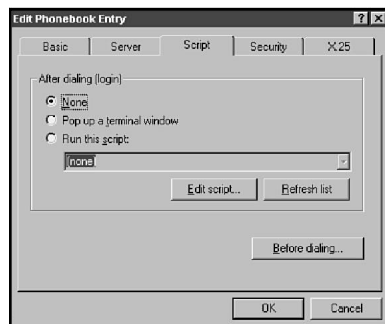 Edit Phonebook Entry
Basic Server Script Security X.25
After dialing (login)
None
Pop up a terminal window
Run this script:
(none)
Edit script... Refresh list
Before dialing...
OK Cancel